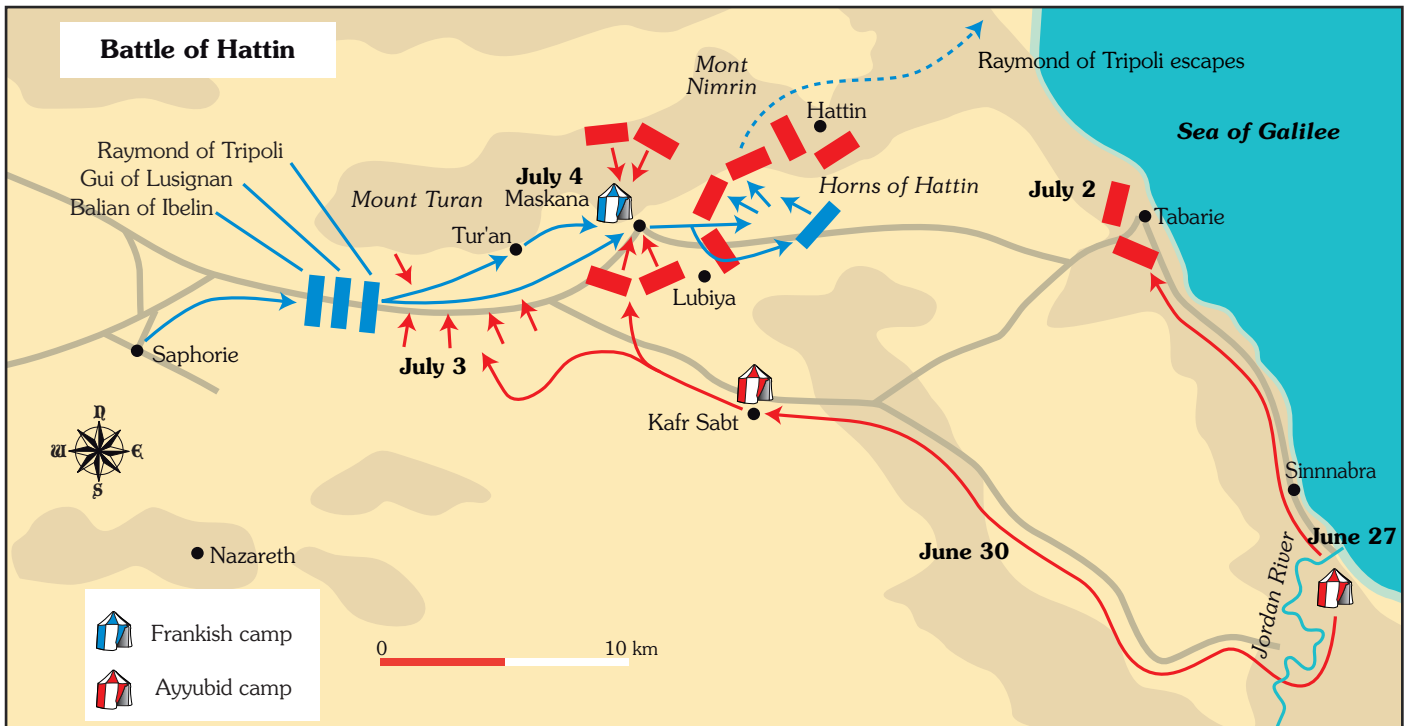 Battle of Hattin
Mont
Nimrin
Raymond of Tripoli escapes
Hattin
Sea of Galilee
Raymond of Tripoli
Gui of Lusignan
Balian of Ibelin
Mount Turan
July 4
Maskana
Horns of Hattin
July 2
Tabarie
Tur'an
Lubiya
Saphorie
July 3
Kafr Sabt
N
W
E
S
Sinnnabra
June 27
June 30
Jordan River
Nazareth
Frankish camp
Ayyubid camp
0
10 km